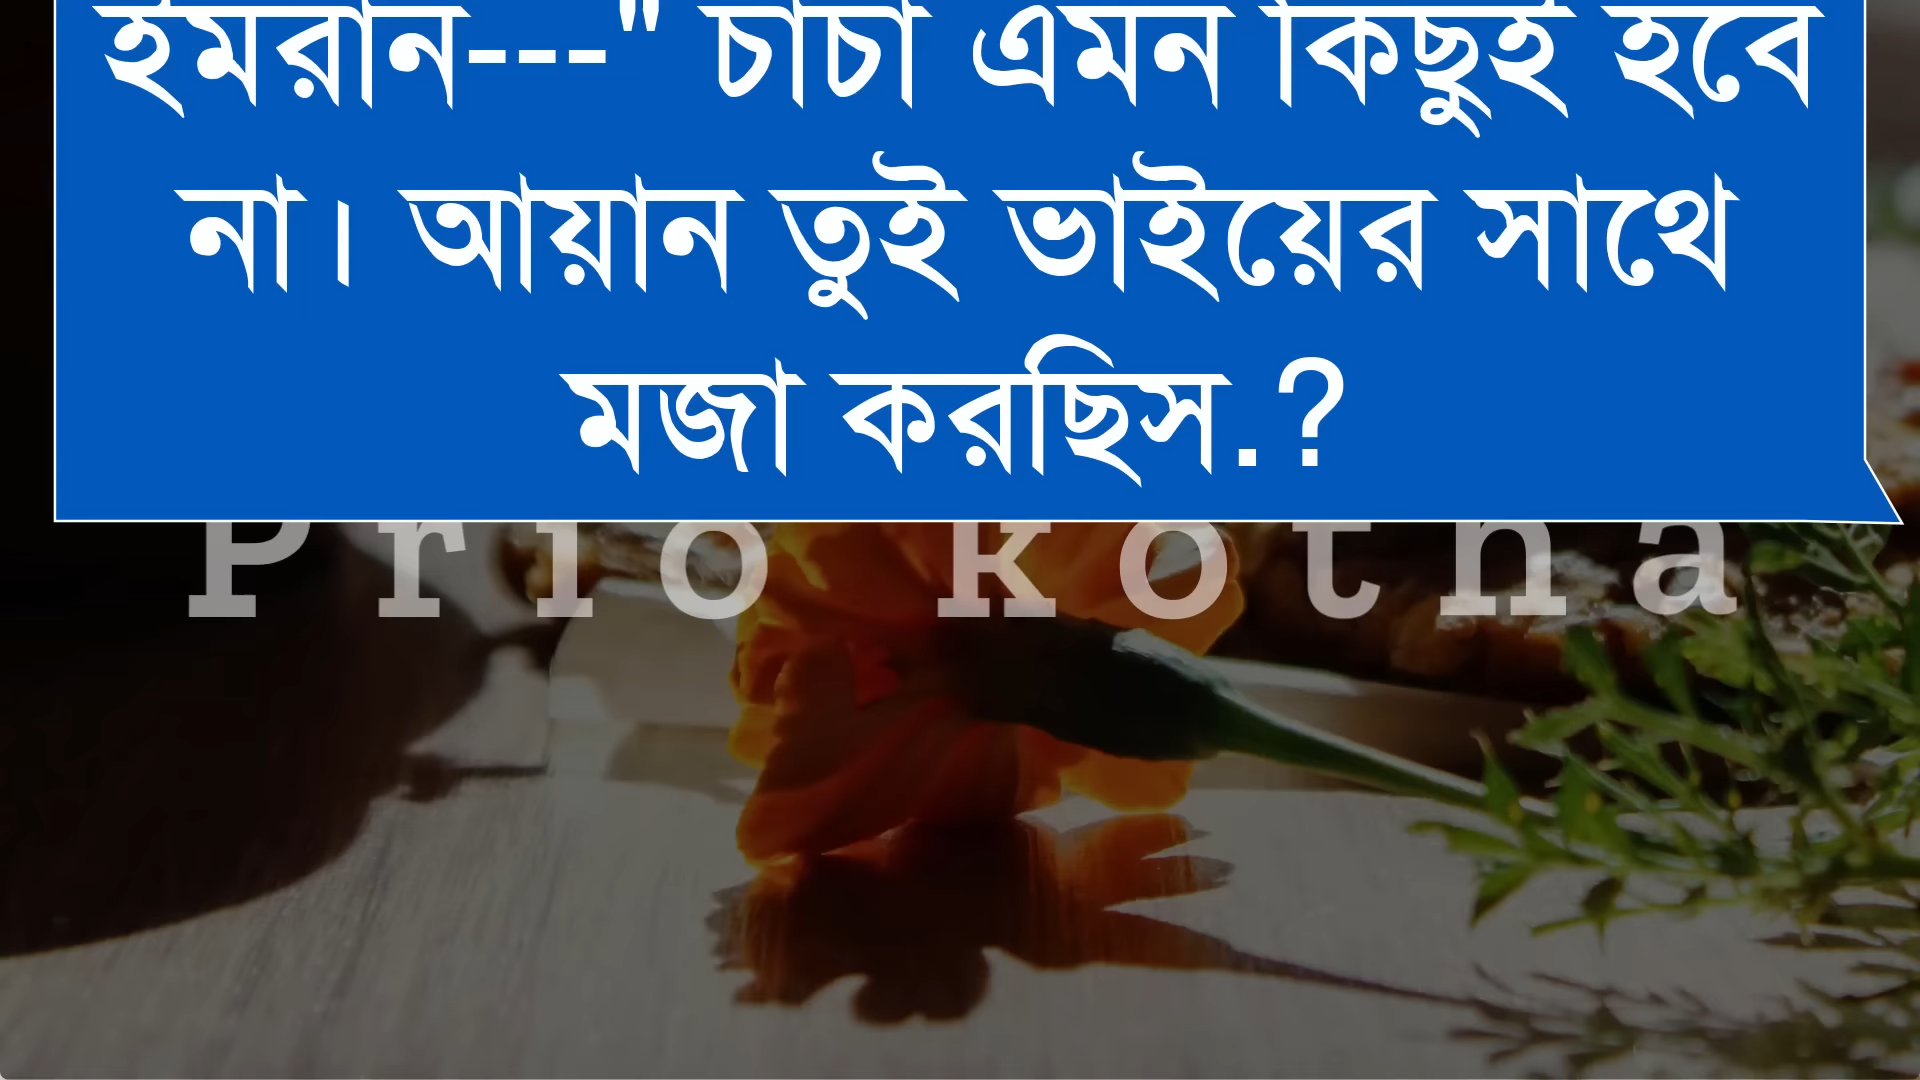 ইমরান---" চাচা এমন কিছুই হবে
না। আয়ান তুই ভাইয়ের সাথে
মজা করছিস.?
Prio kotha